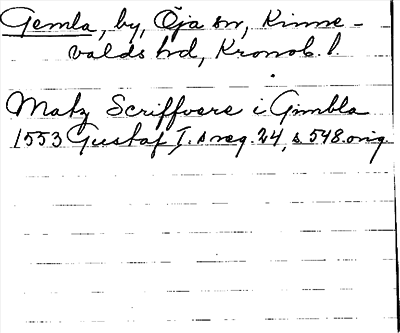 Gemla, by, Öja sn, Kinne-
valds hd, Kronob. l.
Matz Scriffvere i Gimbla
1553 Gustaf I:s reg. 24, s. 548. orig.